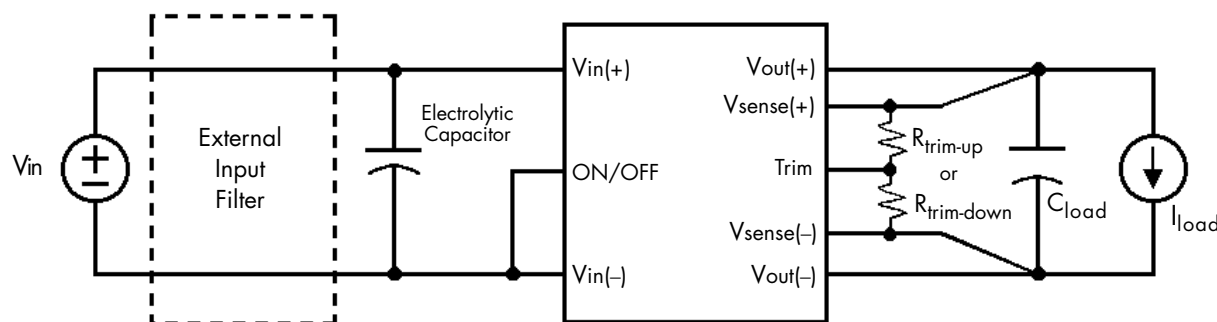 Vin
External
Input
Filter
Electrolytic
Capacitor
Vin(+)
ON/OFF
Vin(–)
Vout(+)
Vsense(+)
Trim
Vsense(–)
Vout(–)
Rtrim-up
or
Rtrim-down
Cload
Iload